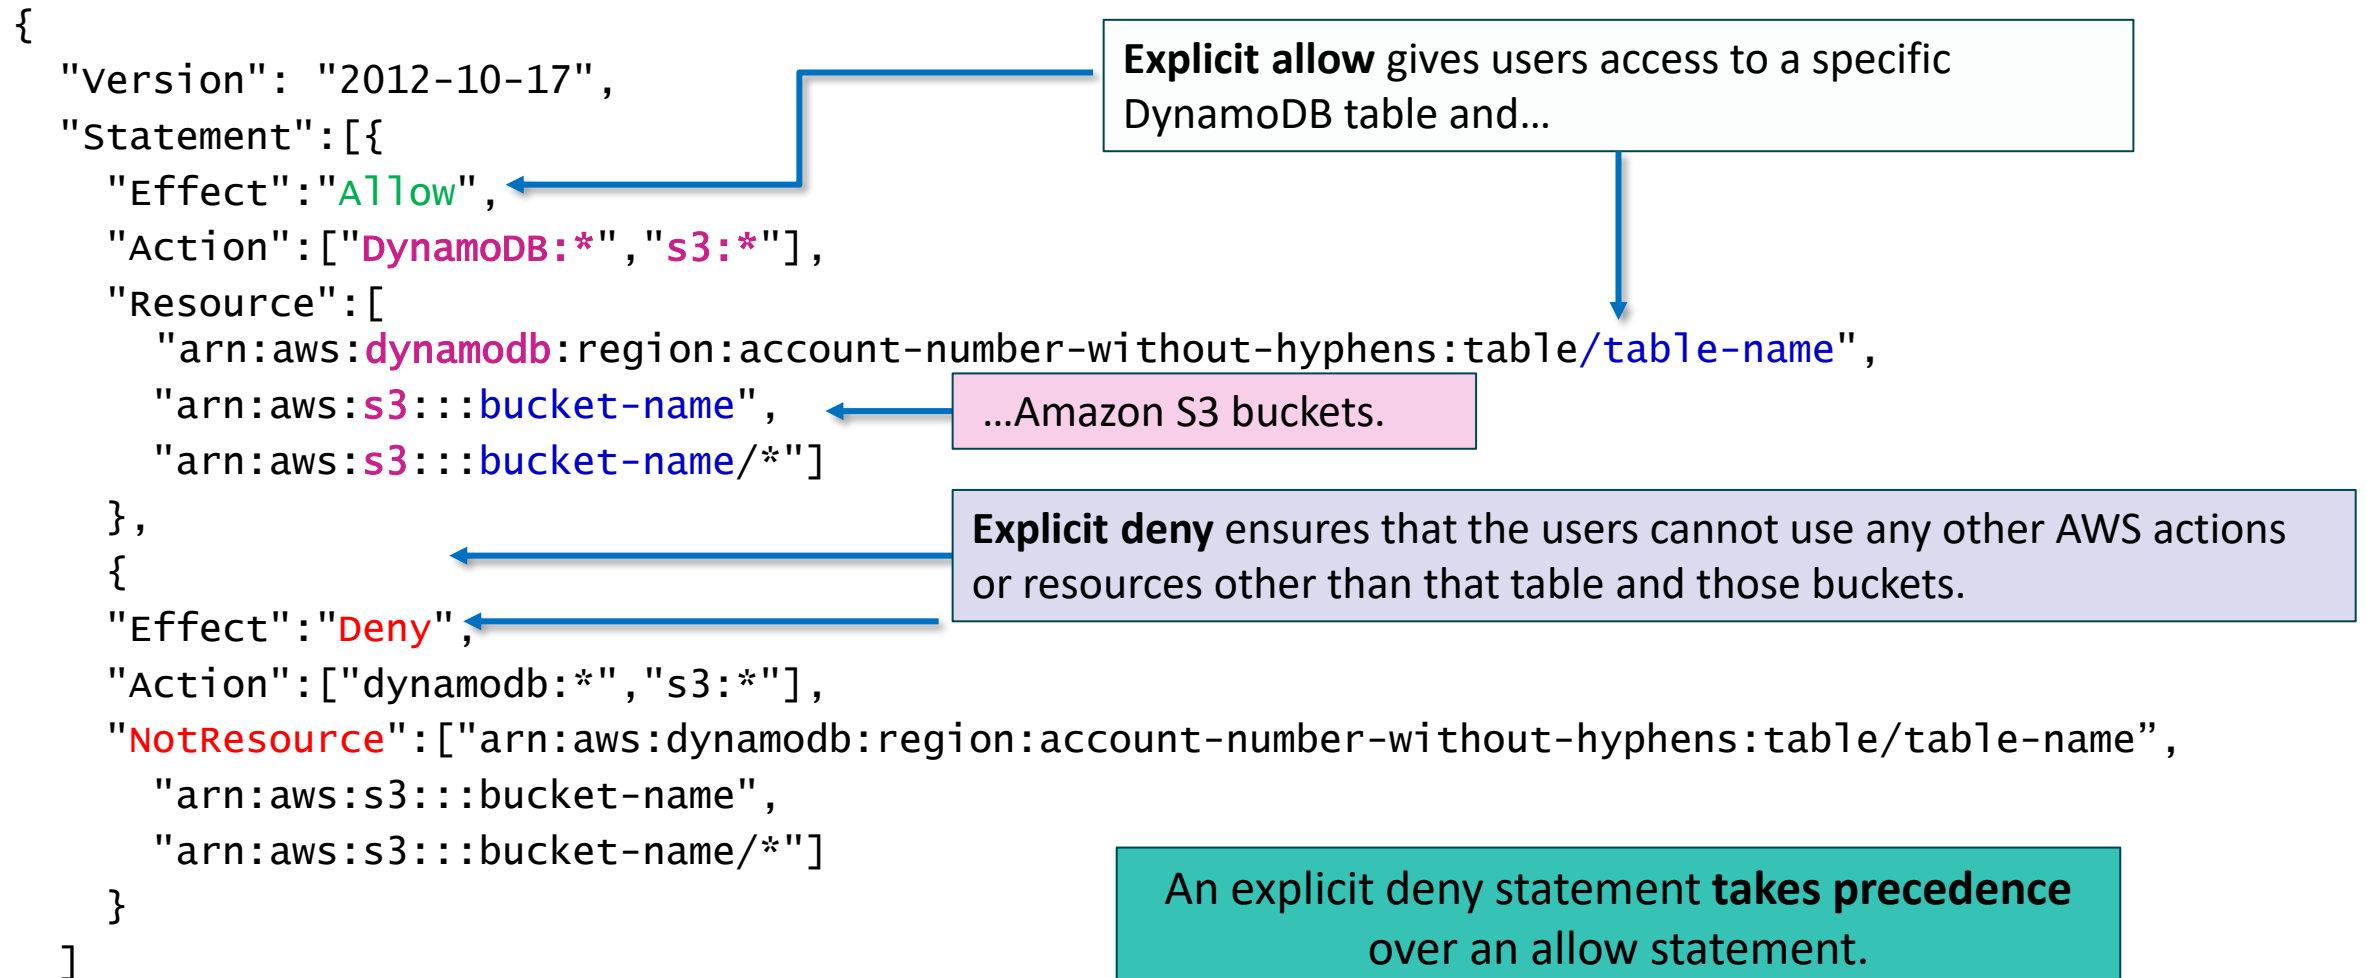 {
"Version": "2012-10-17",
"Statement":[{
"Effect":"Allow",
"Action":["DynamoDB:*","s3:*"],
"Resource":[
"arn:aws:dynamodb:region:account-number-without-hyphens:table/table-name",
"arn:aws:s3:::bucket-name",
"arn:aws:s3:::bucket-name/*"]
},
{
"Effect":"Deny",
"Action":["dynamodb:*","s3:*"],
"NotResource":["arn:aws:dynamodb:region:account-number-without-hyphens:table/table-name”,
"arn:aws:s3:::bucket-name",
"arn:aws:s3:::bucket-name/*"]
}
]
Explicit allow gives users access to a specific
DynamoDB table and…
…Amazon S3 buckets.
Explicit deny ensures that the users cannot use any other AWS actions
or resources other than that table and those buckets.
An explicit deny statement takes precedence
over an allow statement.